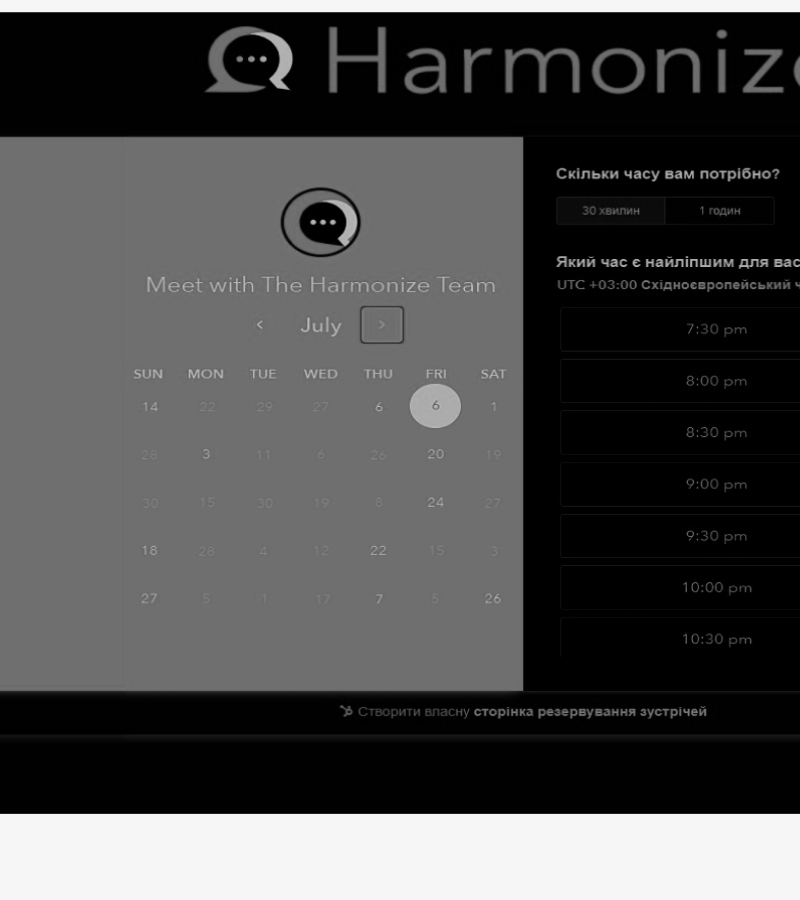 Harmonize
Meet with The Harmonize Team
July
SUN MON TUE WED THU FRI SAT
14 22 29 27 6 6 1
28 3 11 6 26 20 19
30 15 30 19 8 24 27
18 28 4 12 22 15 3
27 5 1 17 7 5 26
Скільки часу вам потрібно?
30 хвилин 1 годин
Який час є найліпшим для вас
UTC +03:00 Східноєвропейський ч
7:30 pm
8:00 pm
8:30 pm
9:00 pm
9:30 pm
10:00 pm
10:30 pm
Створити власну сторінка резервування зустрічей